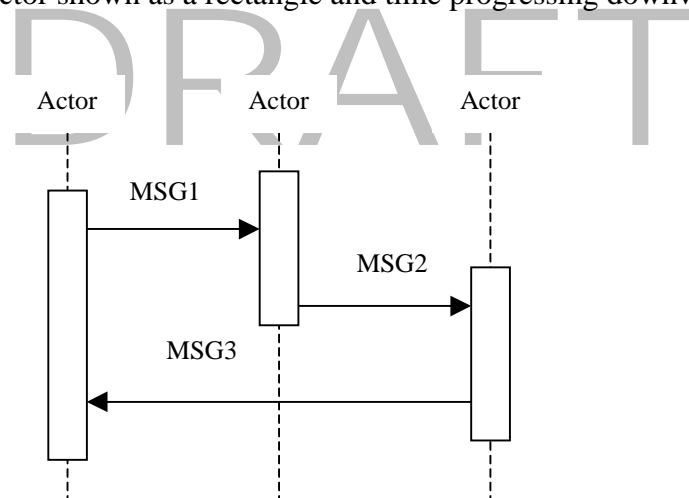 ctor shown as a rectangle and time progressing downw
DRAFT
Actor Actor Actor
MSG1
MSG2
MSG3